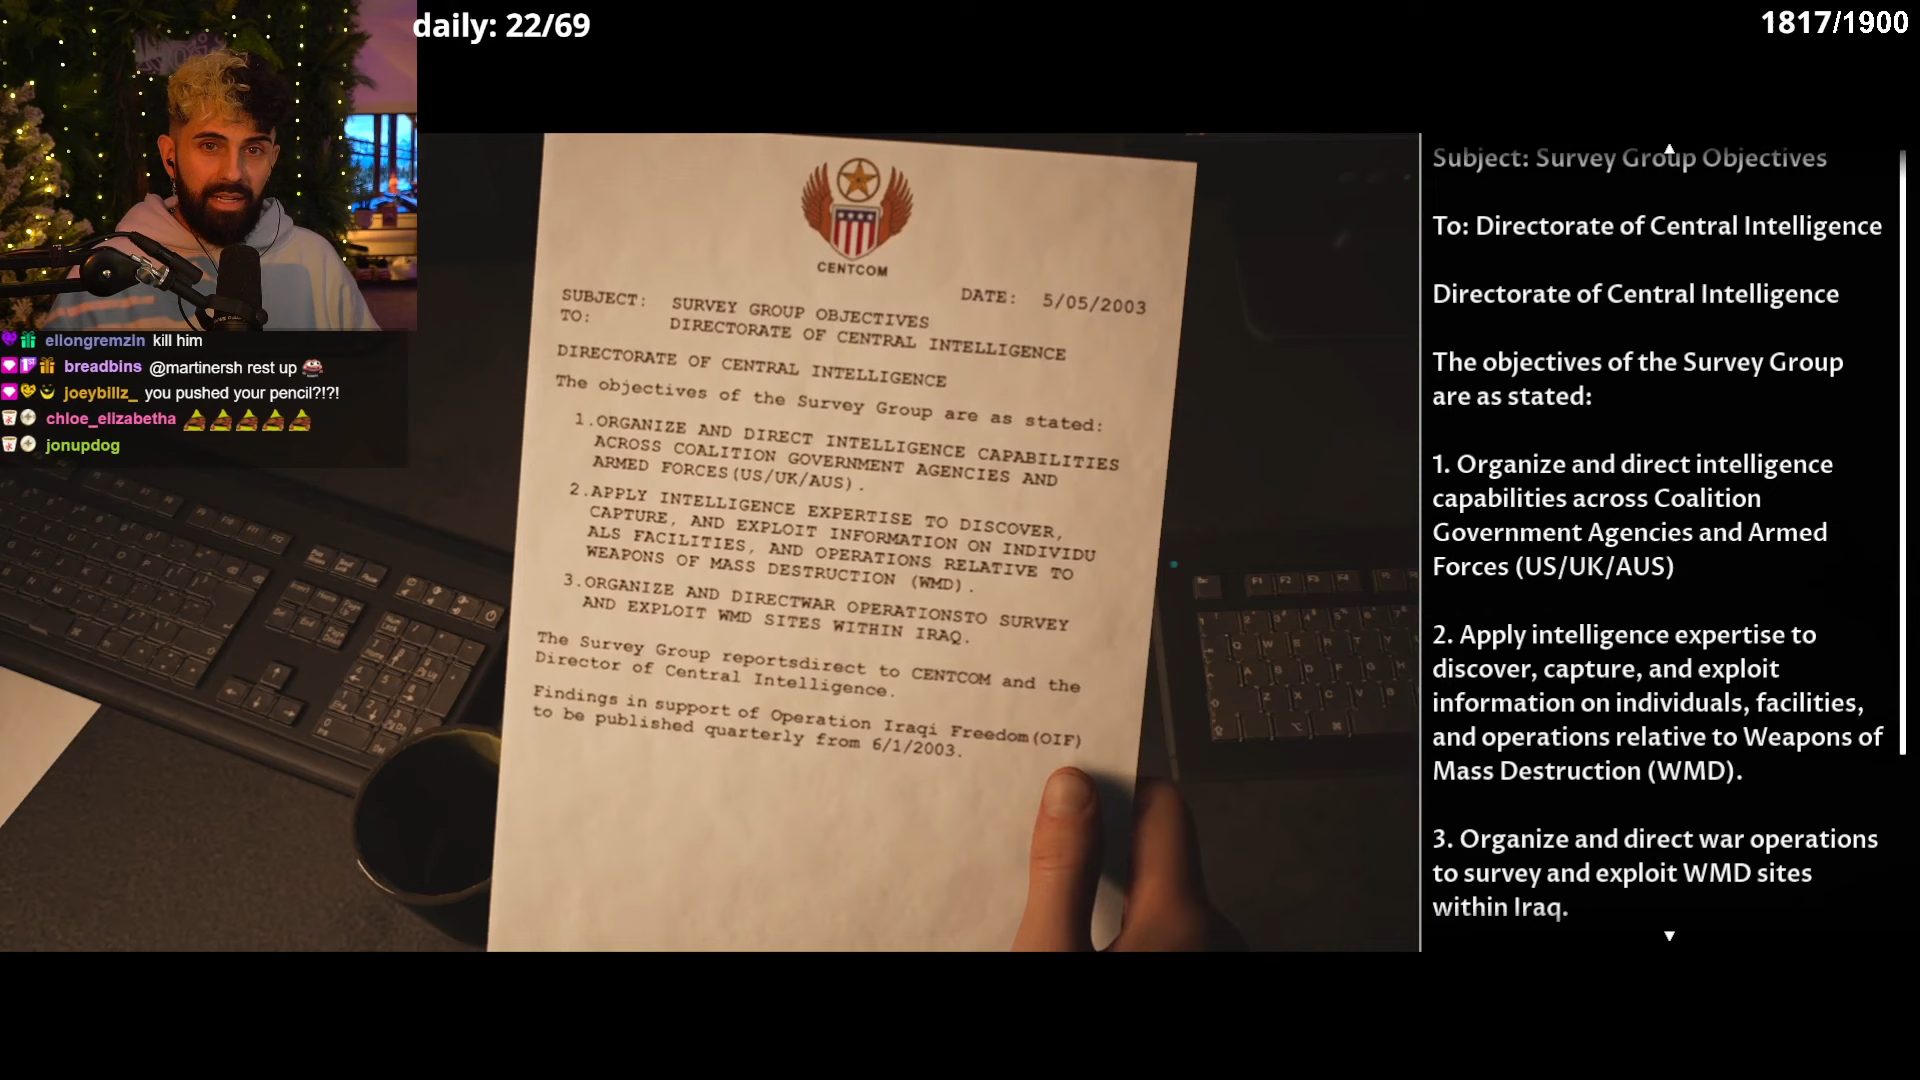 daily: 22/69
1817/1900
ellongremzln kill him
breadbins @martinersh rest up
joeybillz_ you pushed your pencil?!?!
chloe_elizabetha
jonupdog
CENTCOM
DATE: 5/05/2003
SUBJECT: SURVEY GROUP OBJECTIVES
TO: DIRECTORATE OF CENTRAL INTELLIGENCE
DIRECTORATE OF CENTRAL INTELLIGENCE
The objectives of the Survey Group are as stated:
1.ORGANIZE AND DIRECT INTELLIGENCE CAPABILITIES
ACROSS COALITION GOVERNMENT AGENCIES AND
ARMED FORCES(US/UK/AUS).
2.APPLY INTELLIGENCE EXPERTISE TO DISCOVER,
CAPTURE, AND EXPLOIT INFORMATION ON INDIVIDU
ALS FACILITIES, AND OPERATIONS RELATIVE TO
WEAPONS OF MASS DESTRUCTION (WMD).
3.ORGANIZE AND DIRECTWAR OPERATIONSTO SURVEY
AND EXPLOIT WMD SITES WITHIN IRAQ.
The Survey Group reportsdirect to CENTCOM and the
Director of Central Intelligence.
Findings in support of Operation Iraqi Freedom(OIF)
to be published quarterly from 6/1/2003.
Subject: Survey Group Objectives
To: Directorate of Central Intelligence
Directorate of Central Intelligence
The objectives of the Survey Group
are as stated:
1. Organize and direct intelligence
capabilities across Coalition
Government Agencies and Armed
Forces (US/UK/AUS)
2. Apply intelligence expertise to
discover, capture, and exploit
information on individuals, facilities,
and operations relative to Weapons of
Mass Destruction (WMD).
3. Organize and direct war operations
to survey and exploit WMD sites
within Iraq.